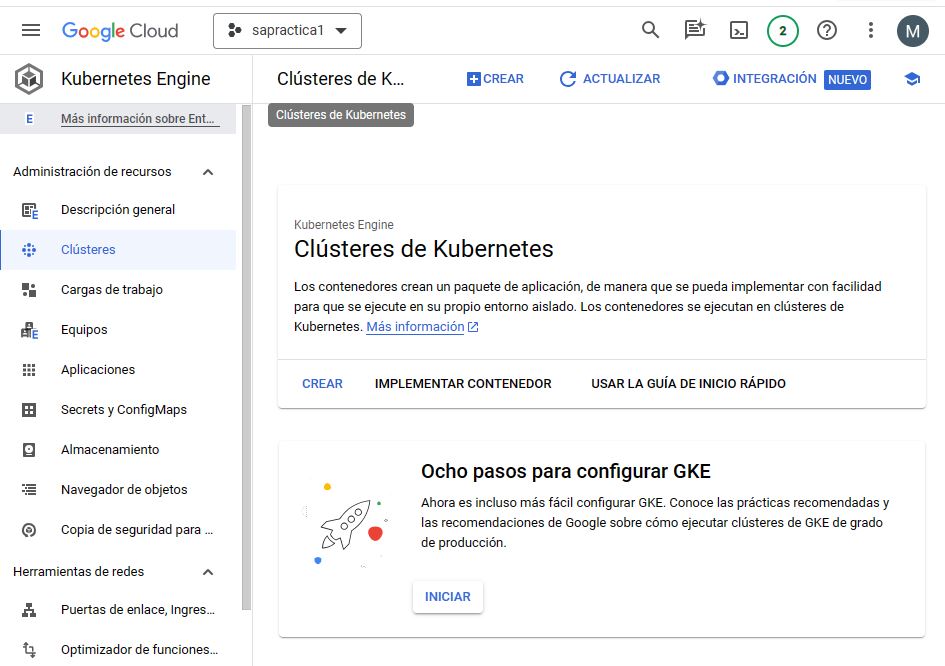 Google Cloud
sapractica1
2
M
Kubernetes Engine
Clústeres de K...
CREAR
ACTUALIZAR
INTEGRACIÓN
NUEVO
Clústeres de Kubernetes
E
Más información sobre Ent...
Administración de recursos
Descripción general
Clústeres
Cargas de trabajo
Equipos
Aplicaciones
Secrets y ConfigMaps
Almacenamiento
Navegador de objetos
Copia de seguridad para ...
Herramientas de redes
Puertas de enlace, Ingres...
Optimizador de funciones...
Kubernetes Engine
Clústeres de Kubernetes
Los contenedores crean un paquete de aplicación, de manera que se pueda implementar con facilidad
para que se ejecute en su propio entorno aislado. Los contenedores se ejecutan en clústeres de
Kubernetes. Más información
CREAR
IMPLEMENTAR CONTENEDOR
USAR LA GUÍA DE INICIO RÁPIDO
Ocho pasos para configurar GKE
Ahora es incluso más fácil configurar GKE. Conoce las prácticas recomendadas y
las recomendaciones de Google sobre cómo ejecutar clústeres de GKE de grado
de producción.
INICIAR